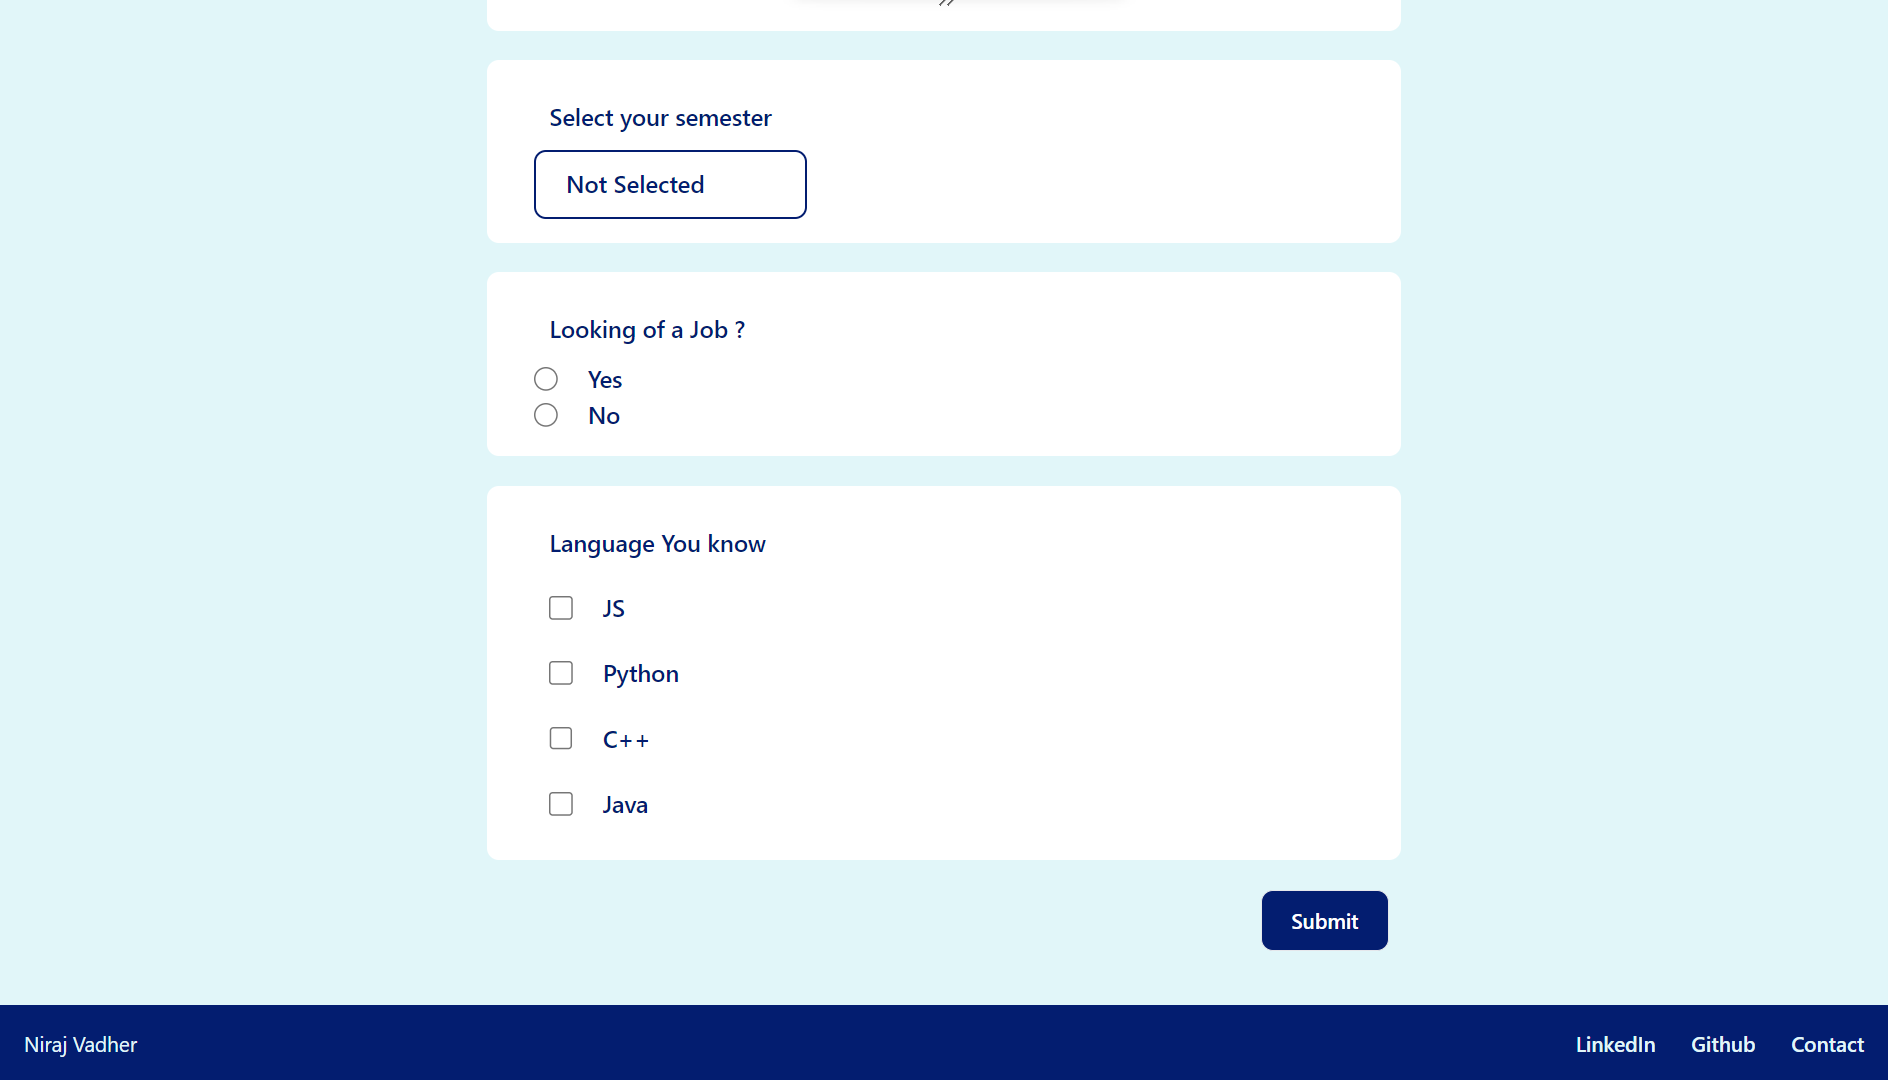 Select your semester
Not Selected
Looking of a Job ?
Yes
No
Language You know
JS
Python
C++
Java
Submit
Niraj Vadher
LinkedIn Github Contact